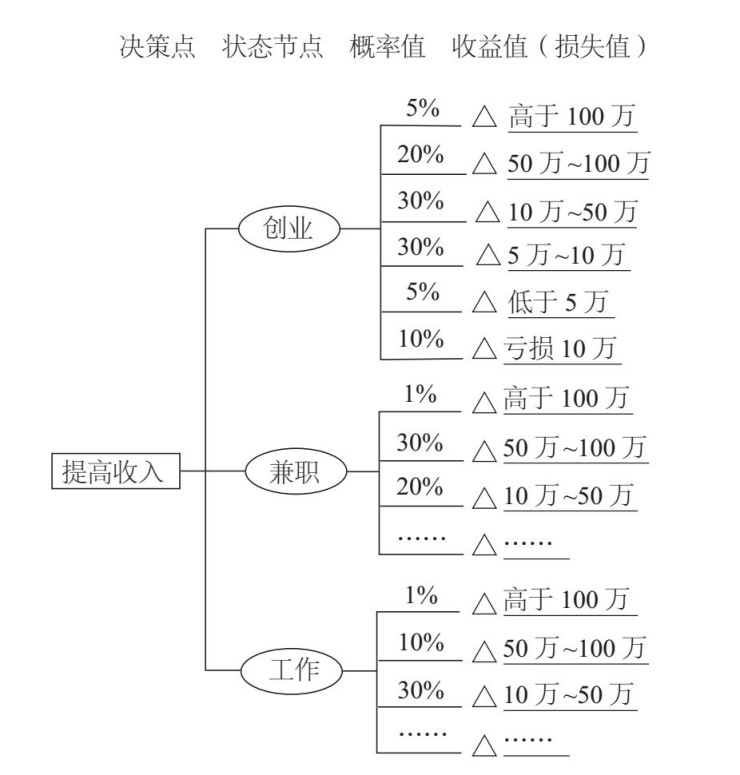 决策点 状态节点 概率值 收益值（损失值）
提高收入
创业
5% △ 高于 100 万
20% △ 50 万~100 万
30% △ 10 万~50 万
30% △ 5 万~10 万
5% △ 低于 5 万
10% △ 亏损 10 万
兼职
1% △ 高于 100 万
30% △ 50 万~100 万
20% △ 10 万~50 万
…… △ ……
工作
1% △ 高于 100 万
10% △ 50 万~100 万
30% △ 10 万~50 万
…… △ ……